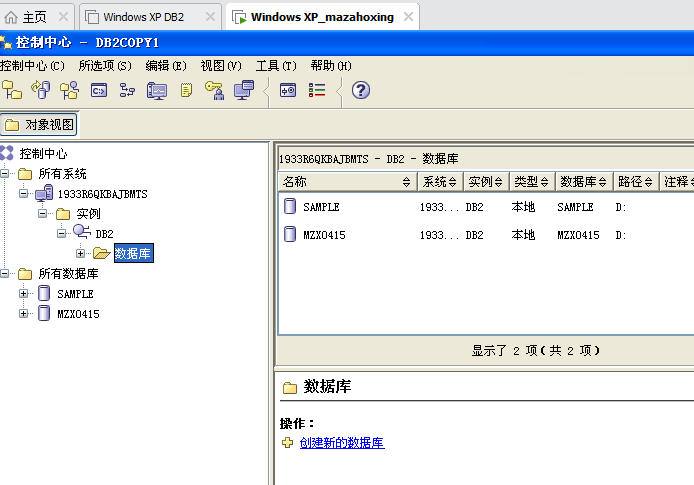 主页 Windows XP DB2 Windows XP_mazahoxing
控制中心 - DB2COPY1
控制中心(C) 所选项(S) 编辑(E) 视图(V) 工具(T) 帮助(H)
对象视图
控制中心
所有系统
1933R6QKBAJBMTS
实例
DB2
数据库
所有数据库
SAMPLE
MZX0415
1933R6QKBAJBMTS - DB2 - 数据库
名称 系统 实例 类型 数据库 路径 注释
SAMPLE 1933... DB2 本地 SAMPLE D:
MZX0415 1933... DB2 本地 MZX0415 D:
显示了 2 项(共 2 项)
数据库
操作：
创建新的数据库